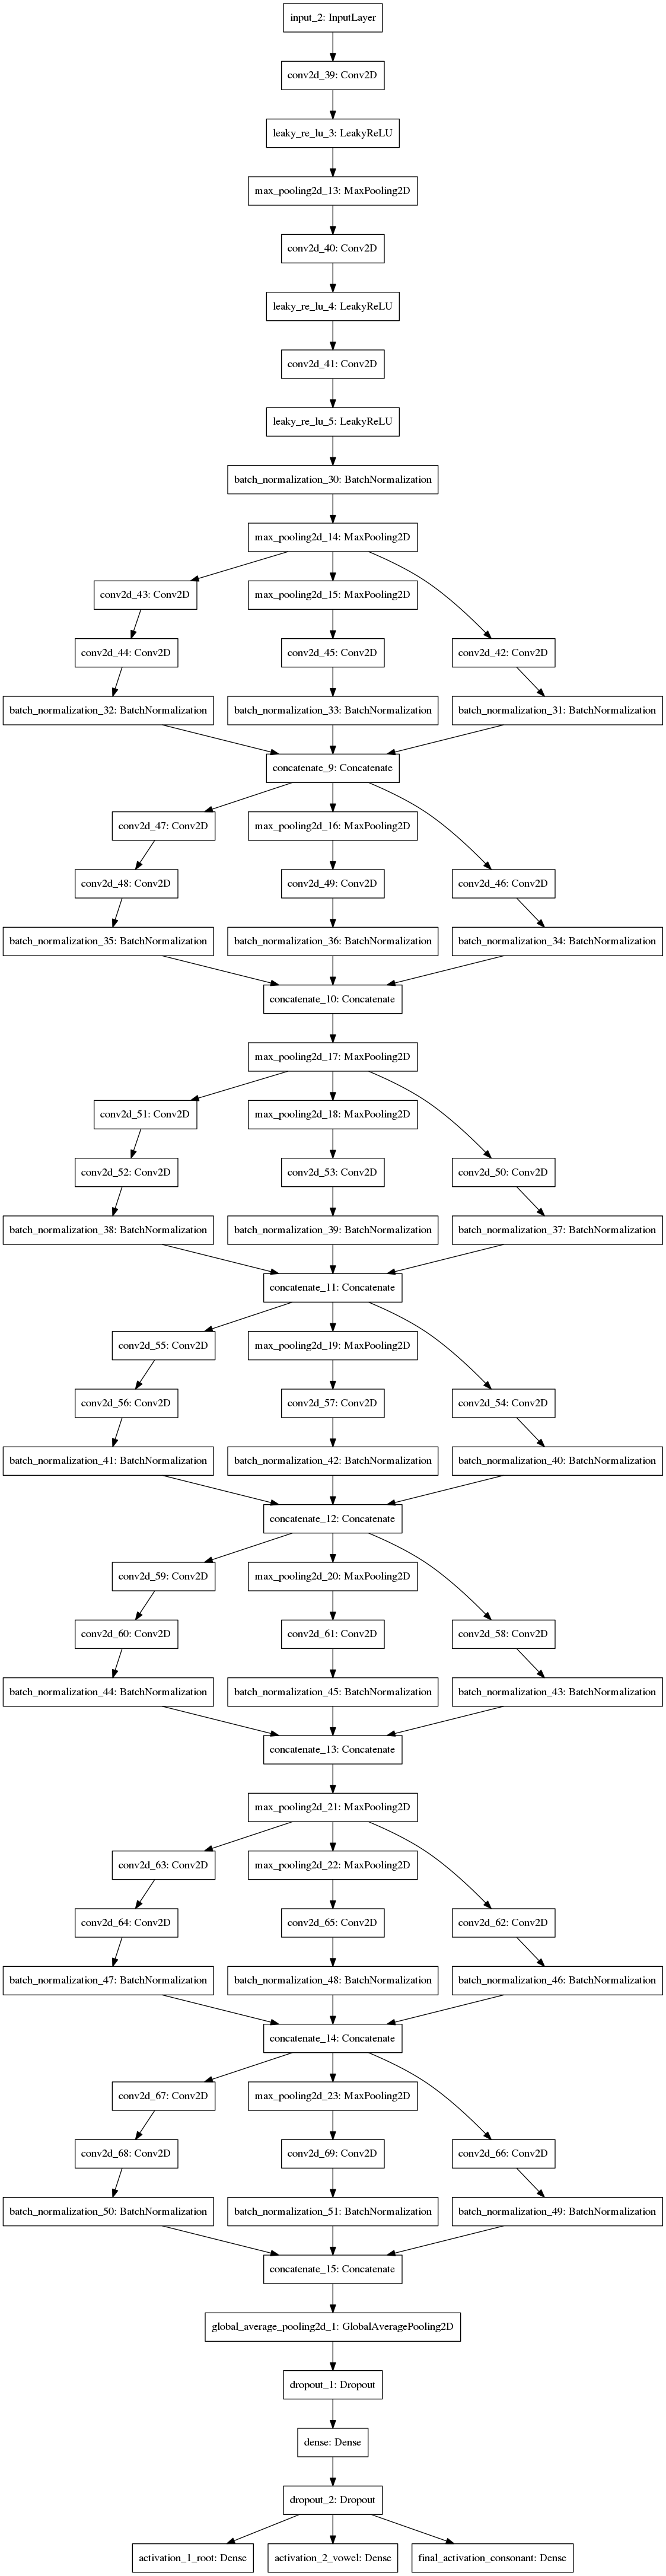 input_2: InputLayer
conv2d_39: Conv2D
leaky_re_lu_3: LeakyReLU
max_pooling2d_13: MaxPooling2D
conv2d_40: Conv2D
leaky_re_lu_4: LeakyReLU
conv2d_41: Conv2D
leaky_re_lu_5: LeakyReLU
batch_normalization_30: BatchNormalization
max_pooling2d_14: MaxPooling2D
conv2d_43: Conv2D
max_pooling2d_15: MaxPooling2D
conv2d_44: Conv2D
conv2d_45: Conv2D
conv2d_42: Conv2D
batch_normalization_32: BatchNormalization
batch_normalization_33: BatchNormalization
batch_normalization_31: BatchNormalization
concatenate_9: Concatenate
conv2d_47: Conv2D
max_pooling2d_16: MaxPooling2D
conv2d_48: Conv2D
conv2d_49: Conv2D
conv2d_46: Conv2D
batch_normalization_35: BatchNormalization
batch_normalization_36: BatchNormalization
batch_normalization_34: BatchNormalization
concatenate_10: Concatenate
max_pooling2d_17: MaxPooling2D
conv2d_51: Conv2D
max_pooling2d_18: MaxPooling2D
conv2d_52: Conv2D
conv2d_53: Conv2D
conv2d_50: Conv2D
batch_normalization_38: BatchNormalization
batch_normalization_39: BatchNormalization
batch_normalization_37: BatchNormalization
concatenate_11: Concatenate
conv2d_55: Conv2D
max_pooling2d_19: MaxPooling2D
conv2d_56: Conv2D
conv2d_57: Conv2D
conv2d_54: Conv2D
batch_normalization_41: BatchNormalization
batch_normalization_42: BatchNormalization
batch_normalization_40: BatchNormalization
concatenate_12: Concatenate
conv2d_59: Conv2D
max_pooling2d_20: MaxPooling2D
conv2d_60: Conv2D
conv2d_61: Conv2D
conv2d_58: Conv2D
batch_normalization_44: BatchNormalization
batch_normalization_45: BatchNormalization
batch_normalization_43: BatchNormalization
concatenate_13: Concatenate
max_pooling2d_21: MaxPooling2D
conv2d_63: Conv2D
max_pooling2d_22: MaxPooling2D
conv2d_64: Conv2D
conv2d_65: Conv2D
conv2d_62: Conv2D
batch_normalization_47: BatchNormalization
batch_normalization_48: BatchNormalization
batch_normalization_46: BatchNormalization
concatenate_14: Concatenate
conv2d_67: Conv2D
max_pooling2d_23: MaxPooling2D
conv2d_68: Conv2D
conv2d_69: Conv2D
conv2d_66: Conv2D
batch_normalization_50: BatchNormalization
batch_normalization_51: BatchNormalization
batch_normalization_49: BatchNormalization
concatenate_15: Concatenate
global_average_pooling2d_1: GlobalAveragePooling2D
dropout_1: Dropout
dense: Dense
dropout_2: Dropout
activation_1_root: Dense
activation_2_vowel: Dense
final_activation_consonant: Dense